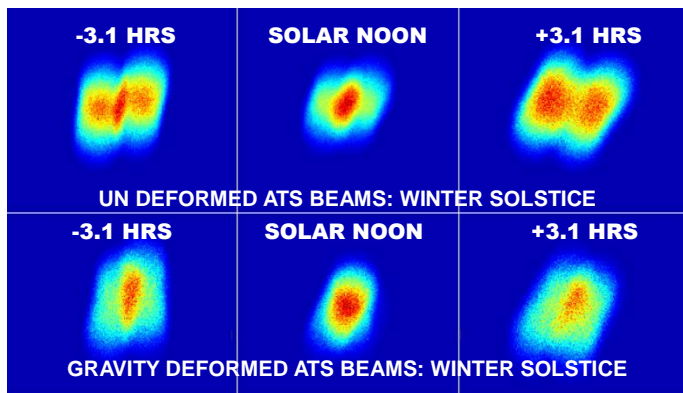 -3.1 HRS SOLAR NOON +3.1 HRS
UN DEFORMED ATS BEAMS: WINTER SOLSTICE
-3.1 HRS SOLAR NOON +3.1 HRS
GRAVITY DEFORMED ATS BEAMS: WINTER SOLSTICE